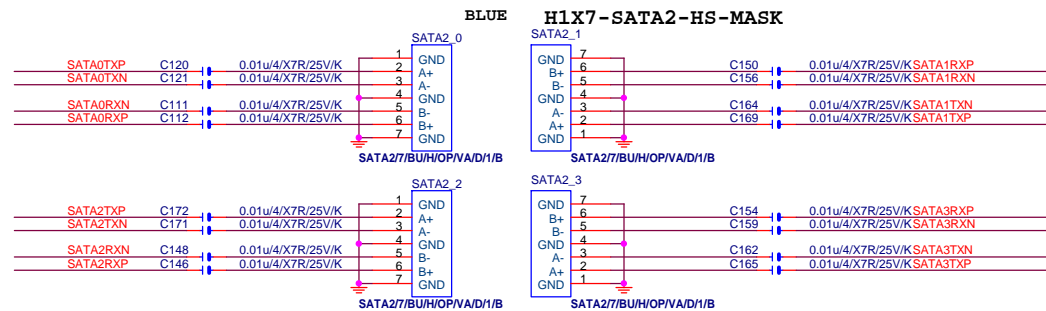 BLUE H1X7-SATA2-HS-MASK
SATA2_0 SATA2_1
1 GND GND 7
SATA0TXP C120 0.01u/4/X7R/25V/K 2 A+ B+ 6 C150 0.01u/4/X7R/25V/K SATA1RXP
SATA0TXN C121 0.01u/4/X7R/25V/K 3 A- B- 5 C156 0.01u/4/X7R/25V/K SATA1RXN
4 GND GND 4
SATA0RXN C111 0.01u/4/X7R/25V/K 5 B- A- 3 C164 0.01u/4/X7R/25V/K SATA1TXN
SATA0RXP C112 0.01u/4/X7R/25V/K 6 B+ A+ 2 C169 0.01u/4/X7R/25V/K SATA1TXP
7 GND GND 1
SATA2/7/BU/H/OP/VA/D/1/B SATA2/7/BU/H/OP/VA/D/1/B
SATA2_2 SATA2_3
1 GND GND 7
SATA2TXP C172 0.01u/4/X7R/25V/K 2 A+ B+ 6 C154 0.01u/4/X7R/25V/K SATA3RXP
SATA2TXN C171 0.01u/4/X7R/25V/K 3 A- B- 5 C159 0.01u/4/X7R/25V/K SATA3RXN
4 GND GND 4
SATA2RXN C148 0.01u/4/X7R/25V/K 5 B- A- 3 C162 0.01u/4/X7R/25V/K SATA3TXN
SATA2RXP C146 0.01u/4/X7R/25V/K 6 B+ A+ 2 C165 0.01u/4/X7R/25V/K SATA3TXP
7 GND GND 1
SATA2/7/BU/H/OP/VA/D/1/B SATA2/7/BU/H/OP/VA/D/1/B